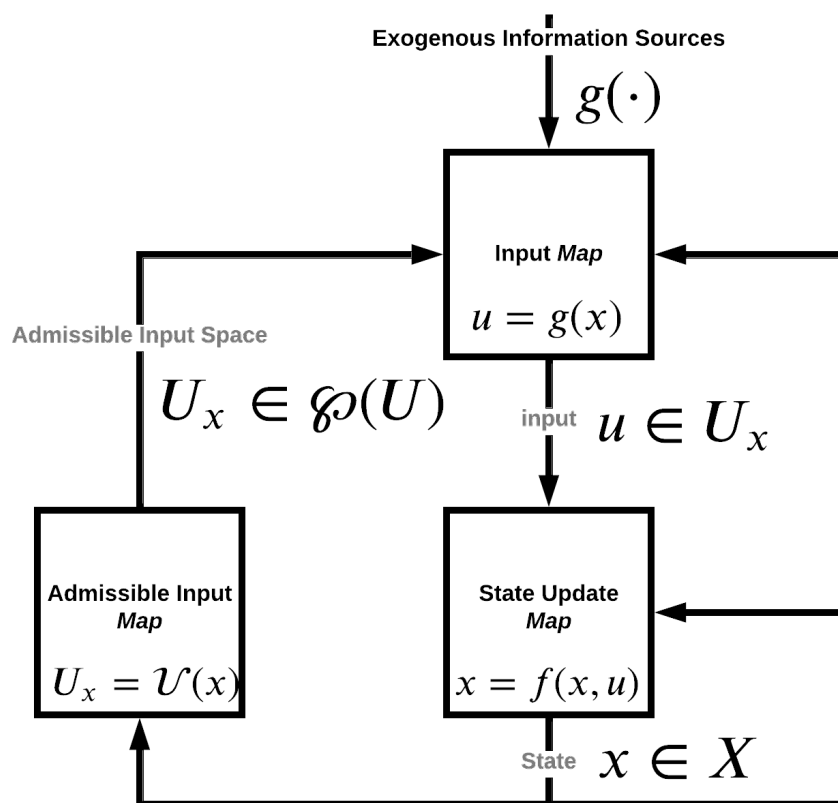 Exogenous Information Sources
g(·)
Input Map
u = g(x)
Admissible Input Space
U_x ∈ ℘(U)
input
u ∈ U_x
Admissible Input
Map
U_x = 𝒰(x)
State Update
Map
x = f(x, u)
State
x ∈ X